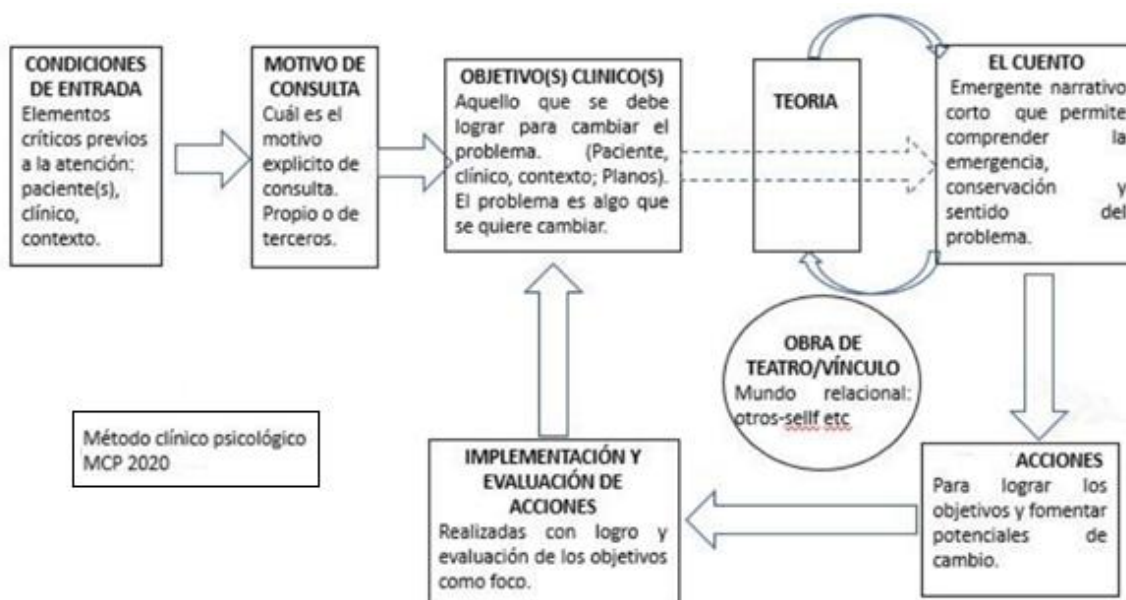 CONDICIONES
DE ENTRADA
Elementos
críticos previos
a la atención:
paciente(s),
clínico,
contexto.
MOTIVO DE
CONSULTA
Cuál es el
motivo
explicito de
consulta.
Propio o de
terceros.
OBJETIVO(S) CLINICO(S)
Aquello que se debe
lograr para cambiar el
problema. (Paciente,
clínico, contexto; Planos).
El problema es algo que
se quiere cambiar.
TEORIA
EL CUENTO
Emergente narrativo
corto que permite
comprender la
emergencia,
conservación y
sentido del
problema.
OBRA DE
TEATRO/VÍNCULO
Mundo relacional:
otros-sellf etc
Método clínico psicológico
MCP 2020
IMPLEMENTACIÓN Y
EVALUACIÓN DE
ACCIONES
Realizadas con logro y
evaluación de los objetivos
como foco.
ACCIONES
Para lograr los
objetivos y fomentar
potenciales de
cambio.